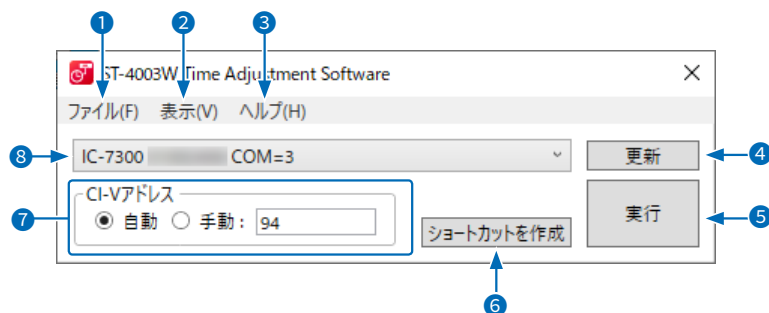 1 2 3
ST-4003W Time Adjustment Software
ファイル(F) 表示(V) ヘルプ(H)
8 IC-7300 COM=3 更新 4
CI-Vアドレス
7 自動 手動: 94 ショートカットを作成 実行 5
6